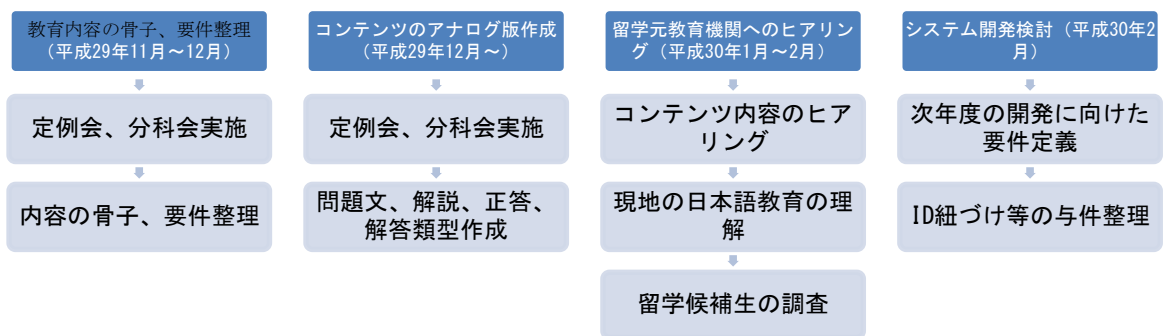 教育内容の骨子、要件整理
（平成29年11月～12月）
定例会、分科会実施
内容の骨子、要件整理
コンテンツのアナログ版作成
（平成29年12月～）
定例会、分科会実施
問題文、解説、正答、
解答類型作成
留学元教育機関へのヒアリン
グ（平成30年1月～2月）
コンテンツ内容のヒア
リング
現地の日本語教育の理
解
留学候補生の調査
システム開発検討（平成30年2
月）
次年度の開発に向けた
要件定義
ID紐づけ等の与件整理